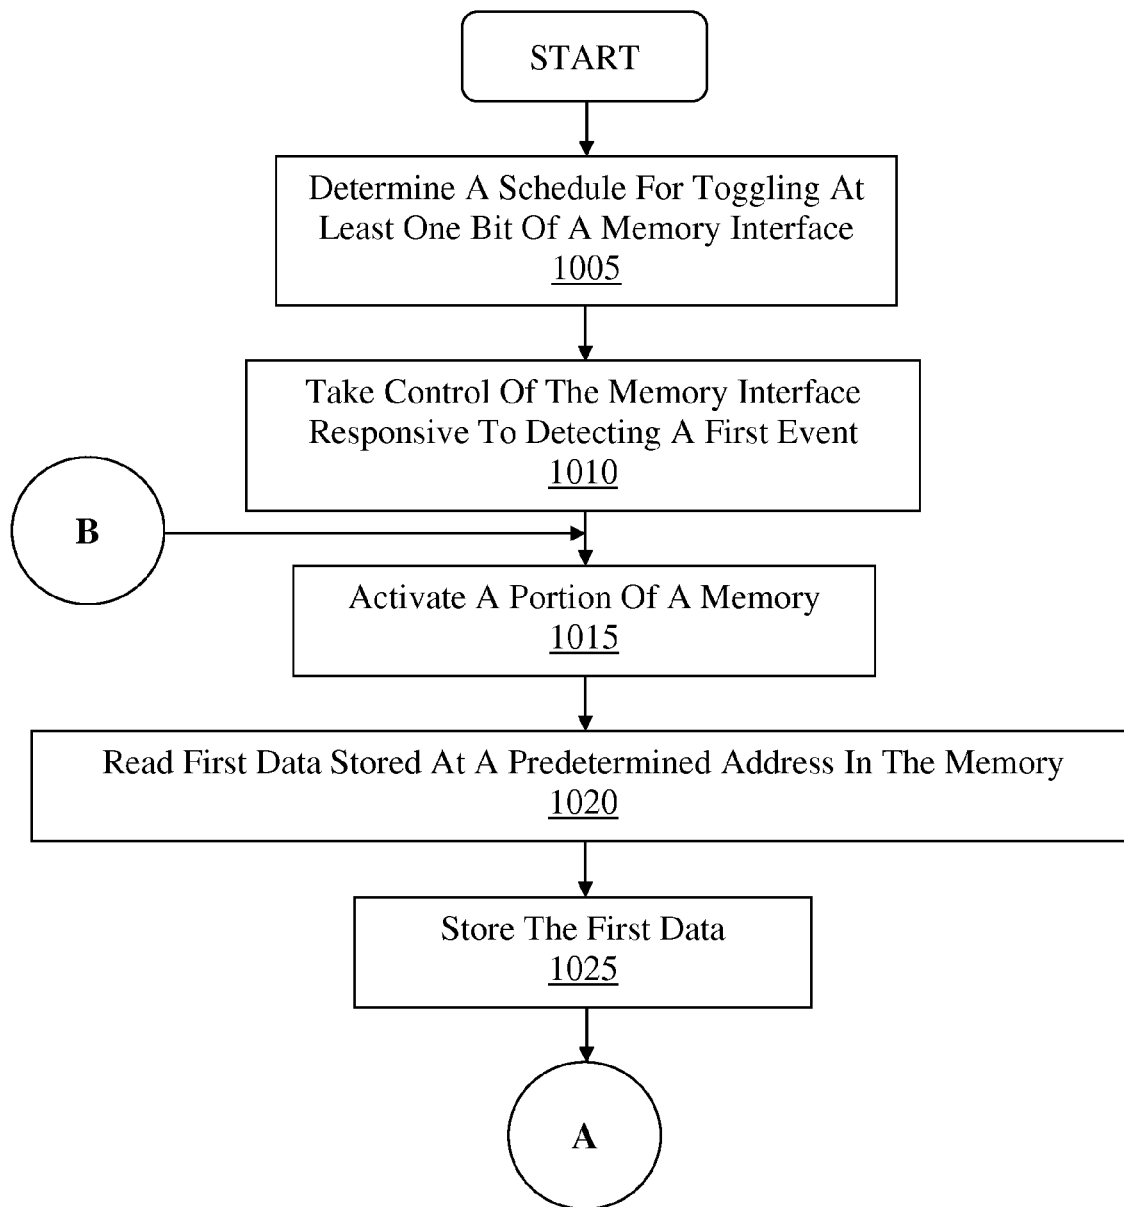 START
Determine A Schedule For Toggling At
Least One Bit Of A Memory Interface
1005
Take Control Of The Memory Interface
Responsive To Detecting A First Event
1010
B
Activate A Portion Of A Memory
1015
Read First Data Stored At A Predetermined Address In The Memory
1020
Store The First Data
1025
A